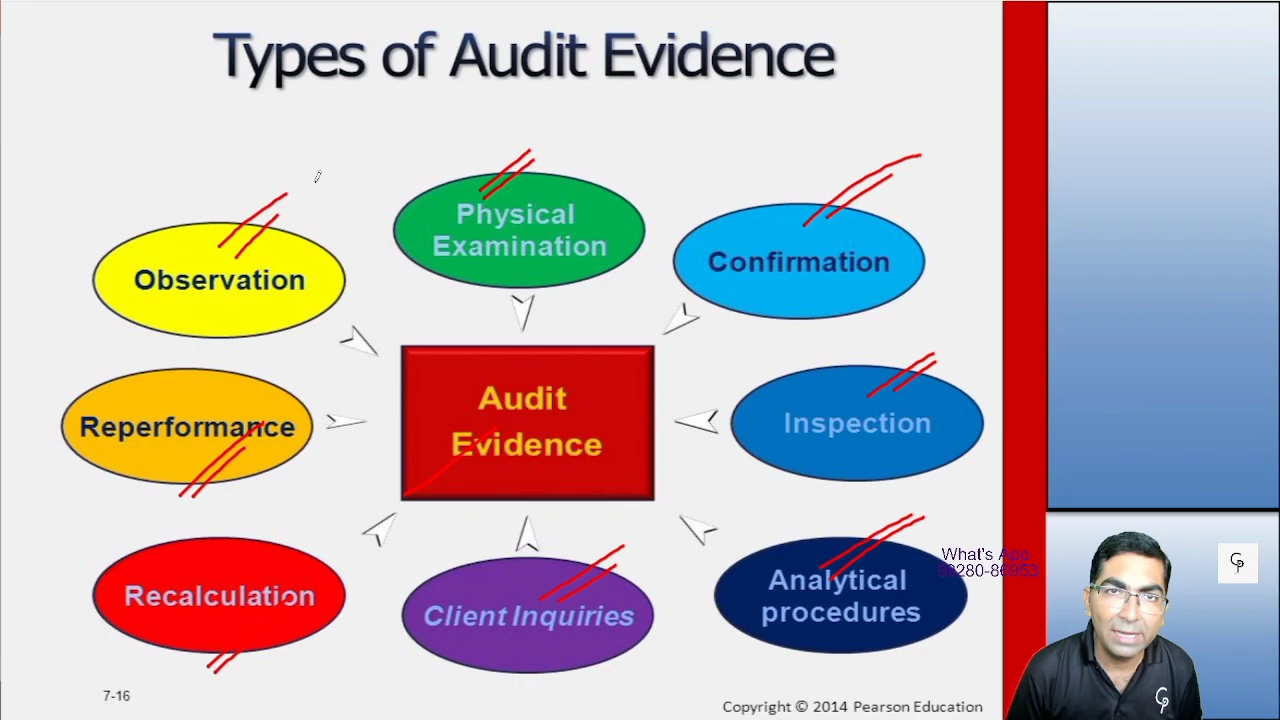 Types of Audit Evidence
Physical
Examination
Confirmation
Observation
Inspection
Audit
Evidence
Reperformance
Analytical
procedures
Client Inquiries
Recalculation
What's App
7-16
Copyright © 2014 Pearson Education